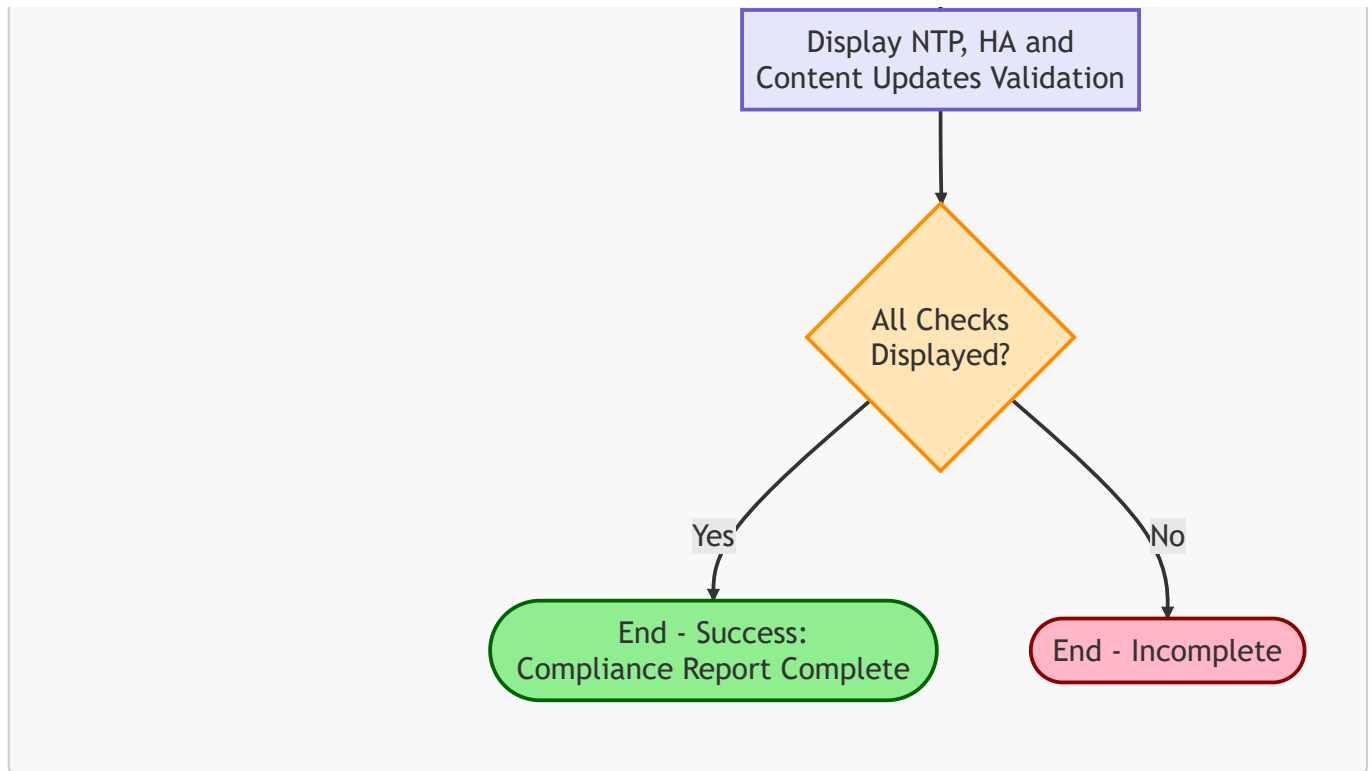 Display NTP, HA and
Content Updates Validation
All Checks
Displayed?
Yes
No
End - Success:
Compliance Report Complete
End - Incomplete